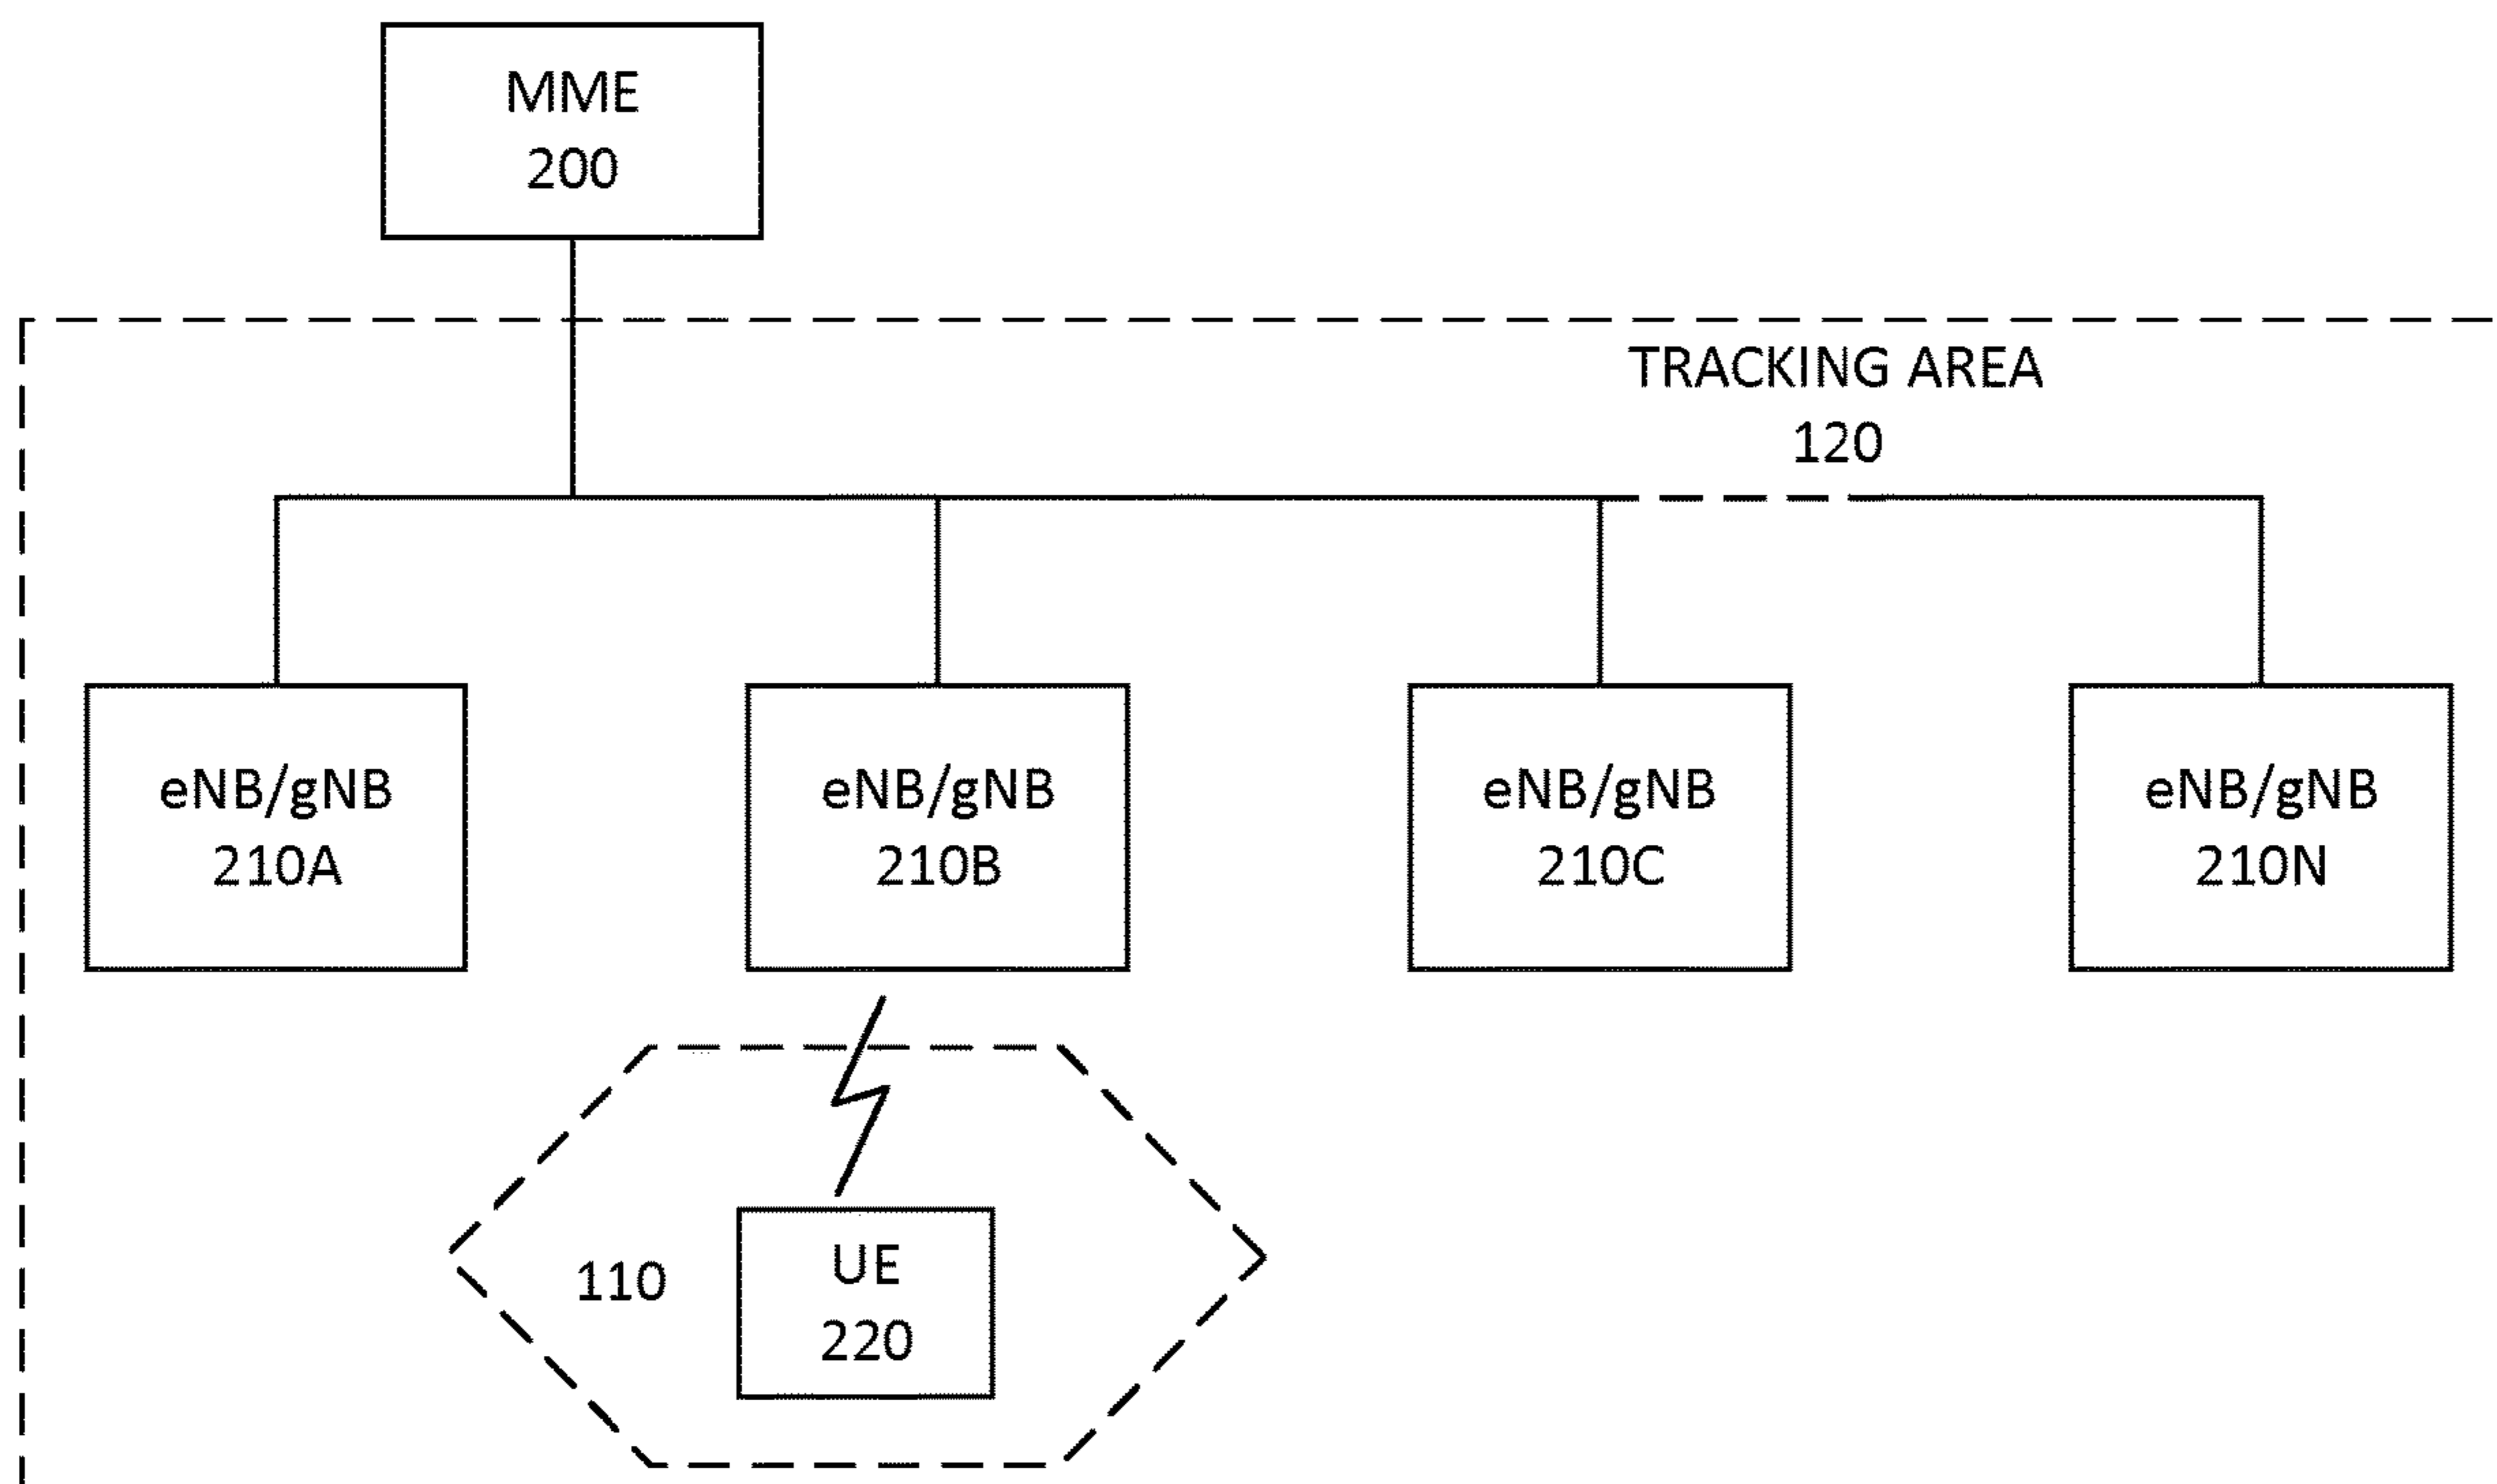 MME
200
TRACKING AREA
120
eNB/gNB
210A
eNB/gNB
210B
eNB/gNB
210C
eNB/gNB
210N
110
UE
220